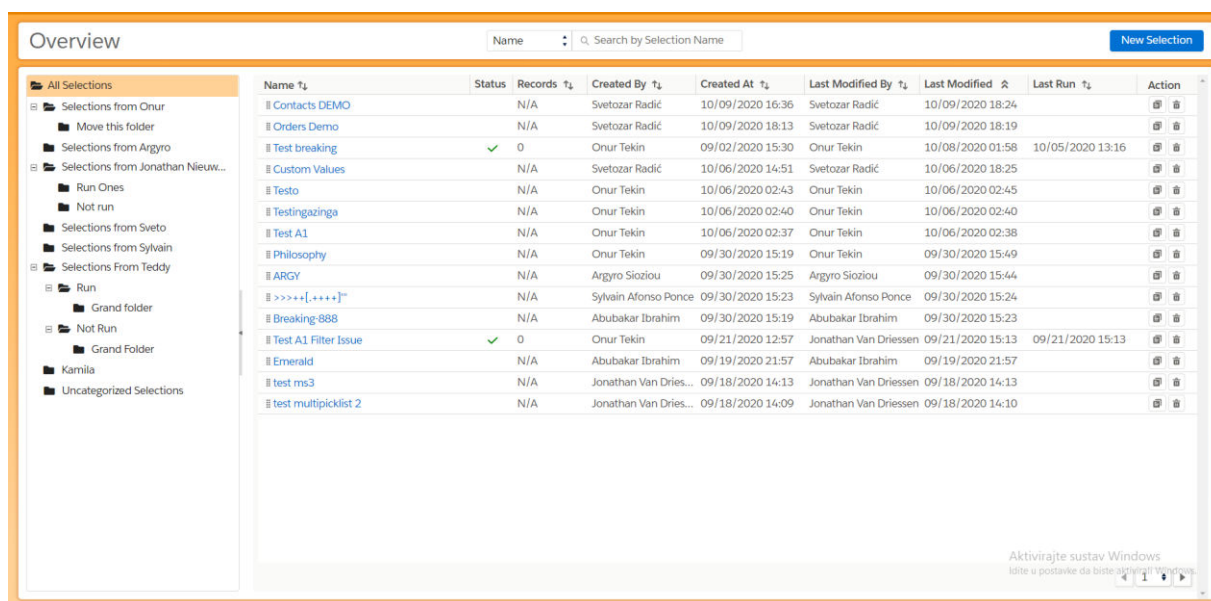 Overview
Name
Search by Selection Name
New Selection
All Selections
Selections from Onur
Move this folder
Selections from Argyro
Selections from Jonathan Nieuw...
Run Ones
Not run
Selections from Sveto
Selections from Sylvain
Selections From Teddy
Run
Grand folder
Not Run
Grand Folder
Kamila
Uncategorized Selections
Name Status Records Created By Created At Last Modified By Last Modified Last Run Action
Contacts DEMO N/A Svetozar Radić 10/09/2020 16:36 Svetozar Radić 10/09/2020 18:24
Orders Demo N/A Svetozar Radić 10/09/2020 18:13 Svetozar Radić 10/09/2020 18:19
Test breaking 0 Onur Tekin 09/02/2020 15:30 Onur Tekin 10/08/2020 01:58 10/05/2020 13:16
Custom Values N/A Svetozar Radić 10/06/2020 14:51 Svetozar Radić 10/06/2020 18:25
Testo N/A Onur Tekin 10/06/2020 02:43 Onur Tekin 10/06/2020 02:45
Testingazinga N/A Onur Tekin 10/06/2020 02:40 Onur Tekin 10/06/2020 02:40
Test A1 N/A Onur Tekin 10/06/2020 02:37 Onur Tekin 10/06/2020 02:38
Philosophy N/A Onur Tekin 09/30/2020 15:19 Onur Tekin 09/30/2020 15:49
ARGY N/A Argyro Sioziou 09/30/2020 15:25 Argyro Sioziou 09/30/2020 15:44
>>>++[.++++]"" N/A Sylvain Afonso Ponce 09/30/2020 15:23 Sylvain Afonso Ponce 09/30/2020 15:24
Breaking-888 N/A Abubakar Ibrahim 09/30/2020 15:19 Abubakar Ibrahim 09/30/2020 15:23
Test A1 Filter Issue 0 Onur Tekin 09/21/2020 12:57 Jonathan Van Driessen 09/21/2020 15:13 09/21/2020 15:13
Emerald N/A Abubakar Ibrahim 09/19/2020 21:57 Abubakar Ibrahim 09/19/2020 21:57
test ms3 N/A Jonathan Van Dries... 09/18/2020 14:13 Jonathan Van Driessen 09/18/2020 14:13
test multipicklist 2 N/A Jonathan Van Dries... 09/18/2020 14:09 Jonathan Van Driessen 09/18/2020 14:10
Aktivirajte sustav Windows
Idite u postavke da biste aktivirali Windows.
1